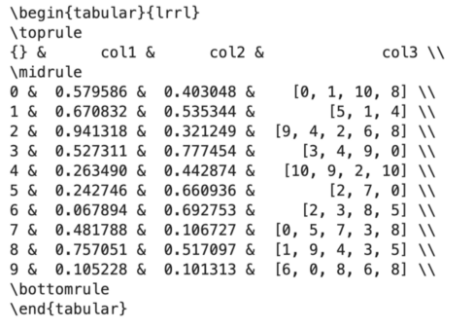 \begin{tabular}{lrrl}
\toprule
{} &      col1 &      col2 &             col3 \\
\midrule
0 &  0.579586 &  0.403048 &    [0, 1, 10, 8] \\
1 &  0.670832 &  0.535344 &        [5, 1, 4] \\
2 &  0.941318 &  0.321249 &  [9, 4, 2, 6, 8] \\
3 &  0.527311 &  0.777454 &     [3, 4, 9, 0] \\
4 &  0.263490 &  0.442874 &   [10, 9, 2, 10] \\
5 &  0.242746 &  0.660936 &        [2, 7, 0] \\
6 &  0.067894 &  0.692753 &     [2, 3, 8, 5] \\
7 &  0.481788 &  0.106727 &  [0, 5, 7, 3, 8] \\
8 &  0.757051 &  0.517097 &  [1, 9, 4, 3, 5] \\
9 &  0.105228 &  0.101313 &  [6, 0, 8, 6, 8] \\
\bottomrule
\end{tabular}